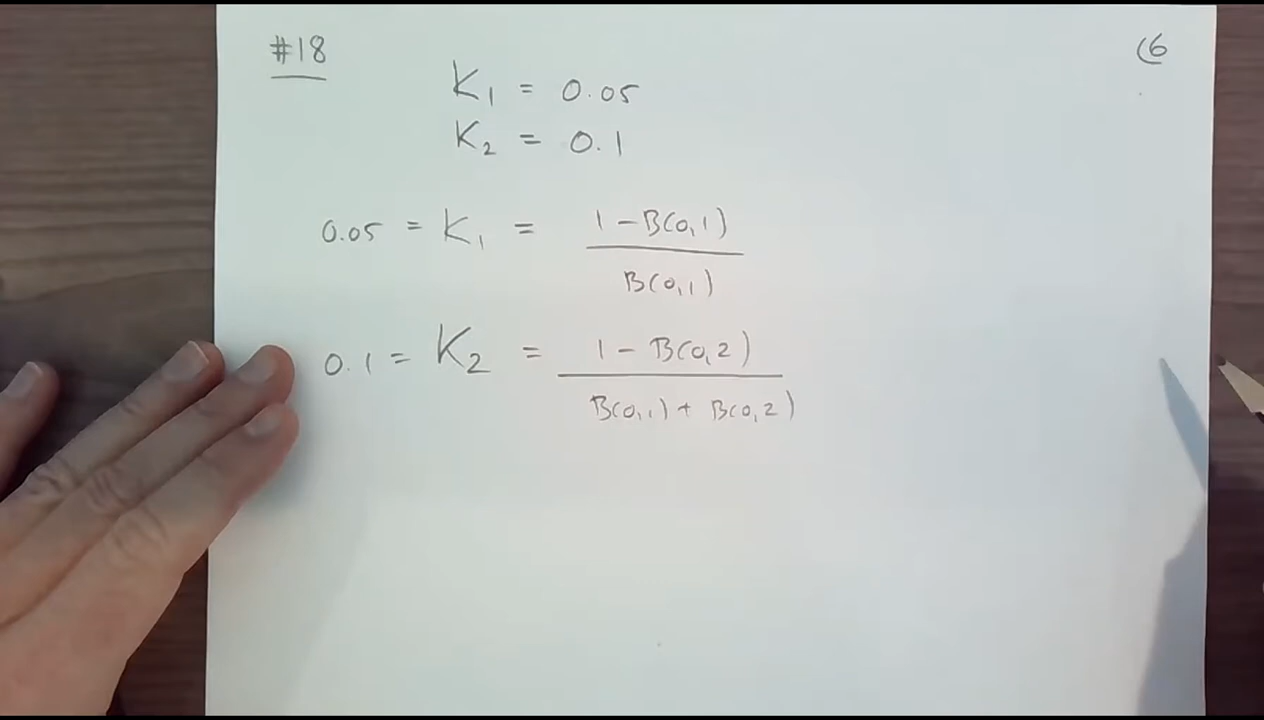 #18
(6
K₁ = 0.05
K₂ = 0.1
0.05 = K₁ = 1 - B(0,1)
B(0,1)
0.1 = K₂ = 1 - B(0,2)
B(0,1) + B(0,2)